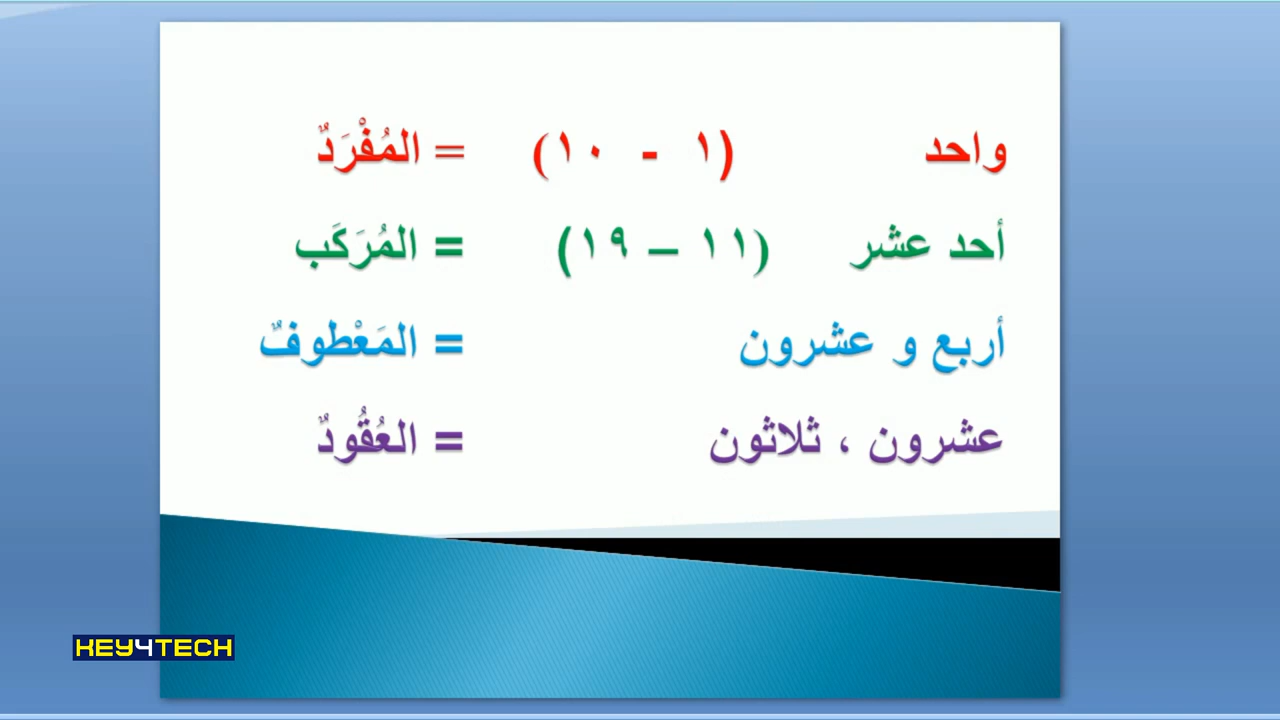 واحد (١ - ١٠) = المُفْرَدٌ
أحد عشر (١١ – ١٩) = المُرَكَب
أربع و عشرون = المَعْطوفٌ
عشرون ، ثلاثون = العُقُودٌ
KEY4TECH